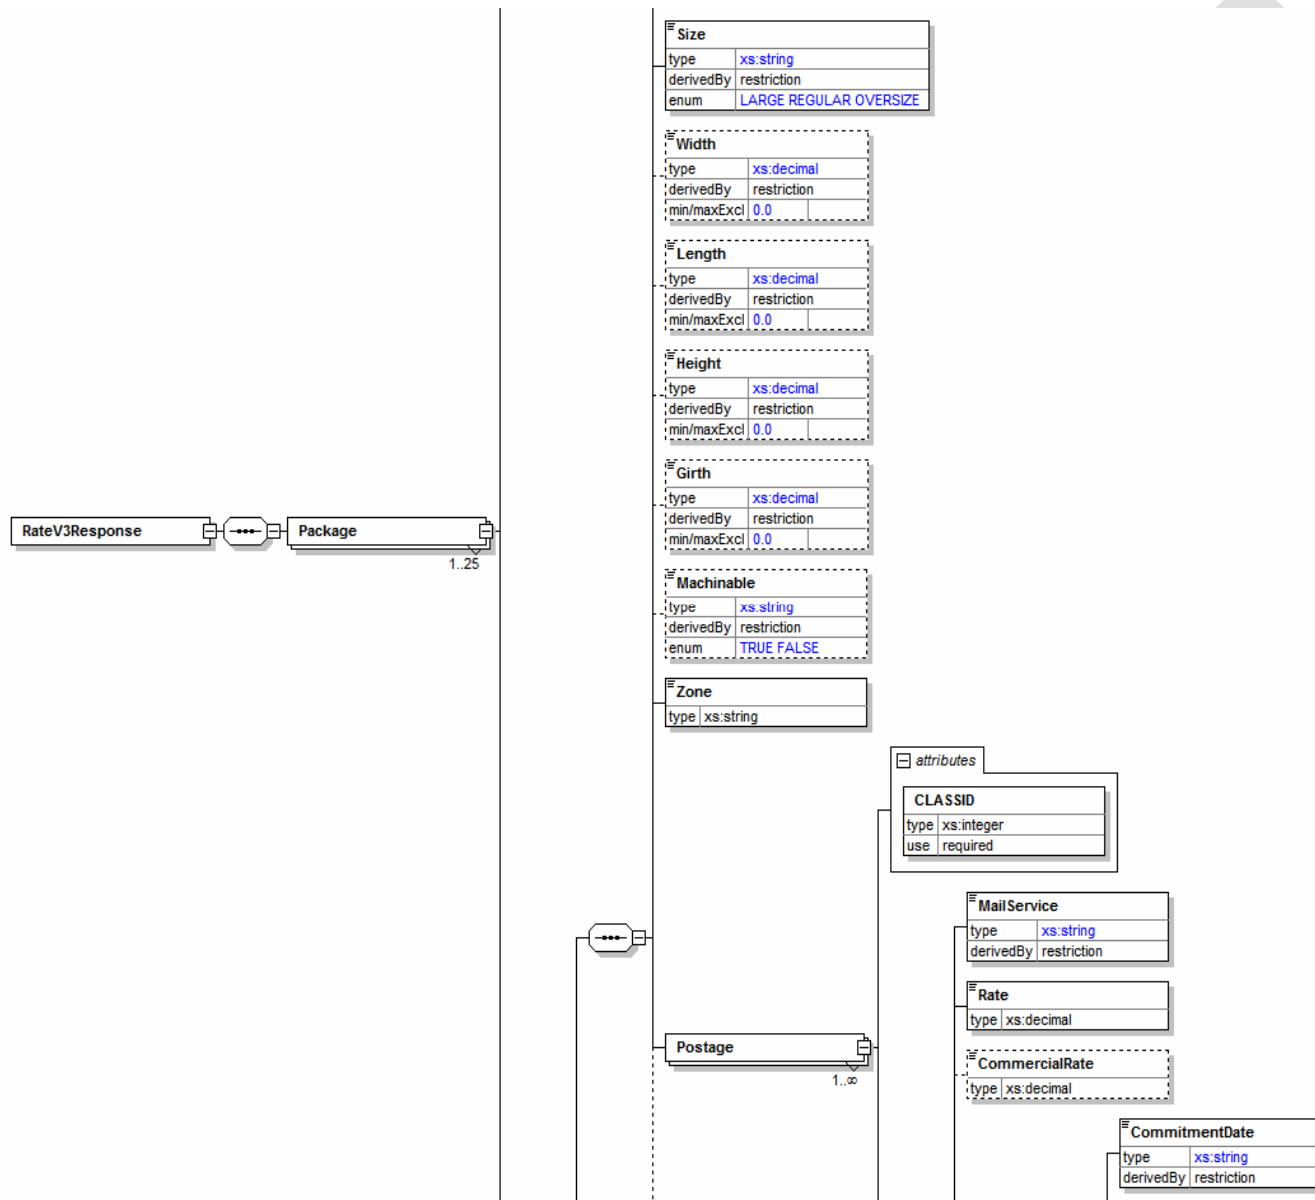 Size
type xs:string
derivedBy restriction
enum LARGE REGULAR OVERSIZE
Width
type xs:decimal
derivedBy restriction
min/maxExcl 0.0
Length
type xs:decimal
derivedBy restriction
min/maxExcl 0.0
Height
type xs:decimal
derivedBy restriction
min/maxExcl 0.0
Girth
type xs:decimal
derivedBy restriction
min/maxExcl 0.0
RateV3Response
Package
1..25
Machinable
type xs:string
derivedBy restriction
enum TRUE FALSE
Zone
type xs:string
attributes
CLASSID
type xs:integer
use required
MailService
type xs:string
derivedBy restriction
Rate
type xs:decimal
Postage
1..∞
CommercialRate
type xs:decimal
CommitmentDate
type xs:string
derivedBy restriction